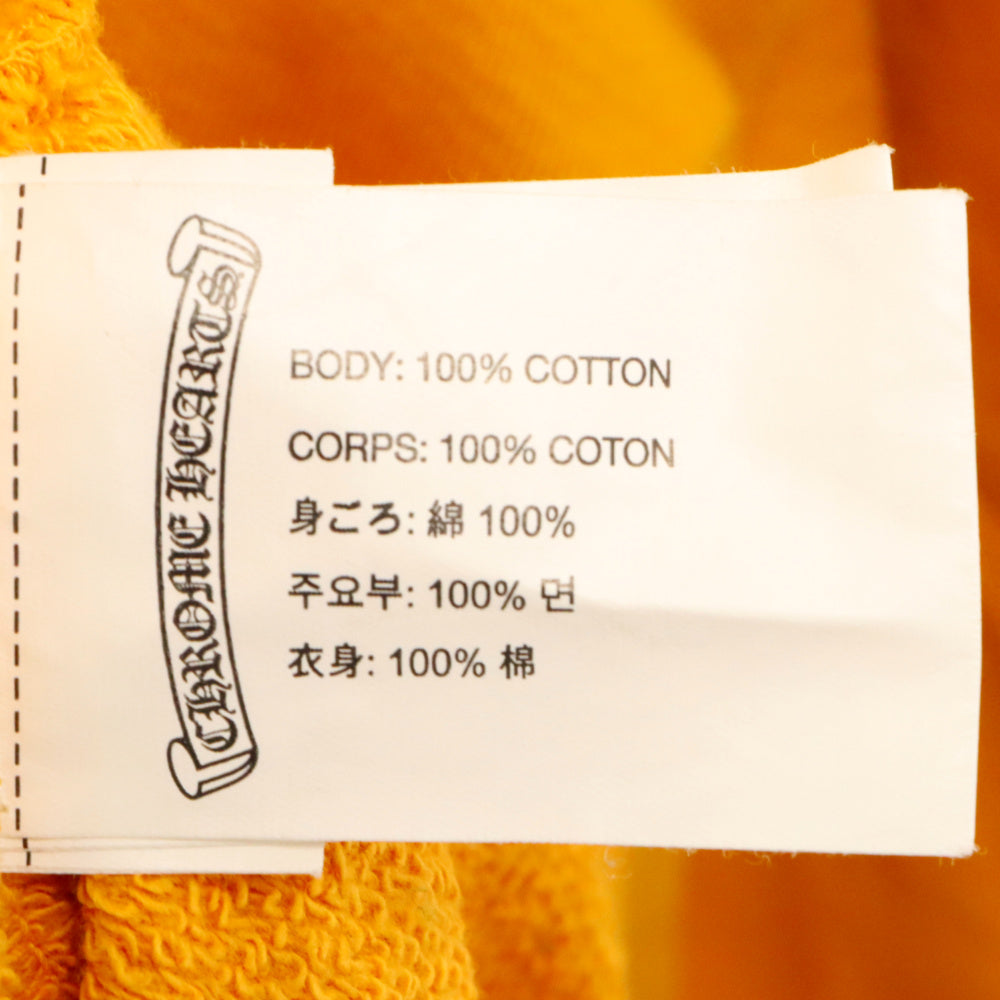 CHROME HEARTS
BODY: 100% COTTON
CORPS: 100% COTON
身ごろ: 綿 100%
주요부: 100% 면
衣身: 100% 棉